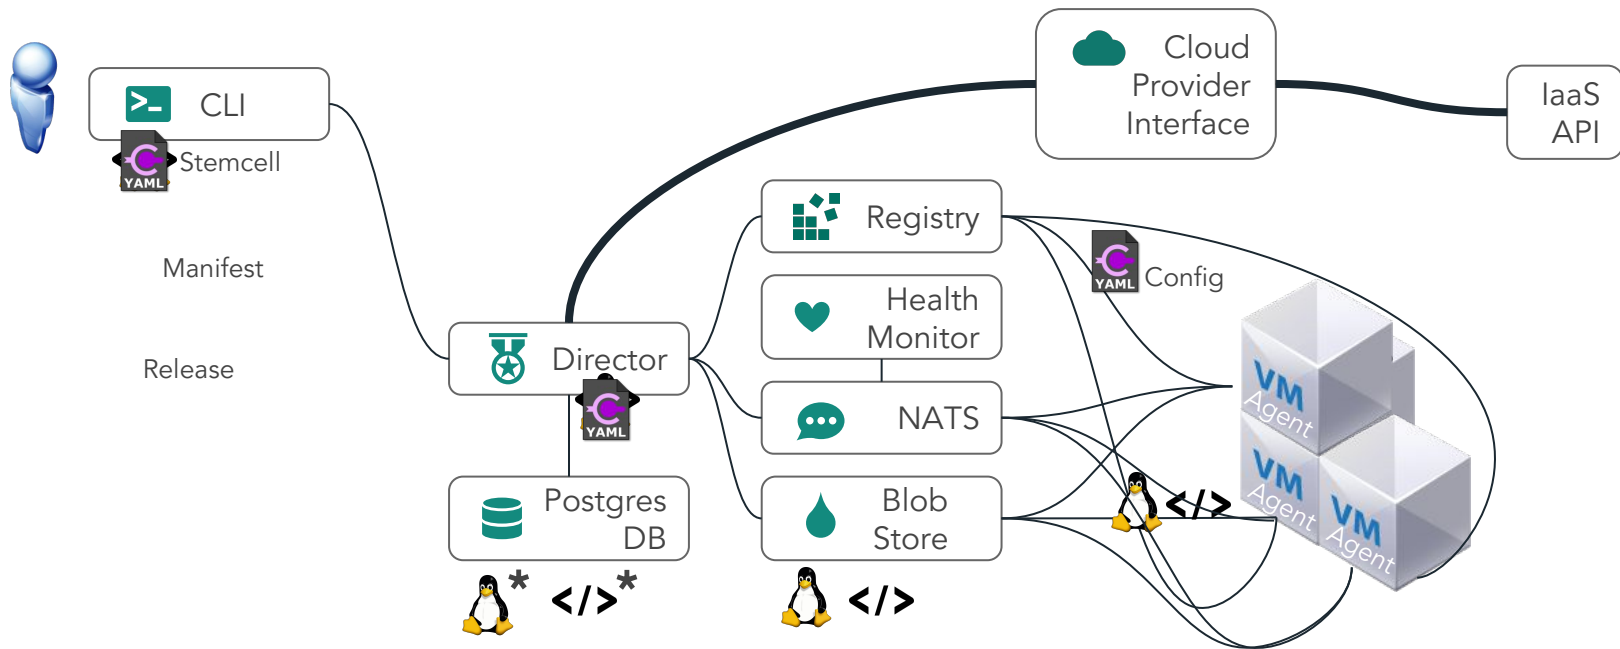 Cloud
Provider
Interface
IaaS
API
>_
CLI
YAML
Stemcell
Manifest
Release
Registry
YAML
Config
Health
Monitor
Director
YAML
NATS
Postgres
DB
Blob
Store
VM
Agent
VM
Agent
VM
Agent
</>
* </>*
</>